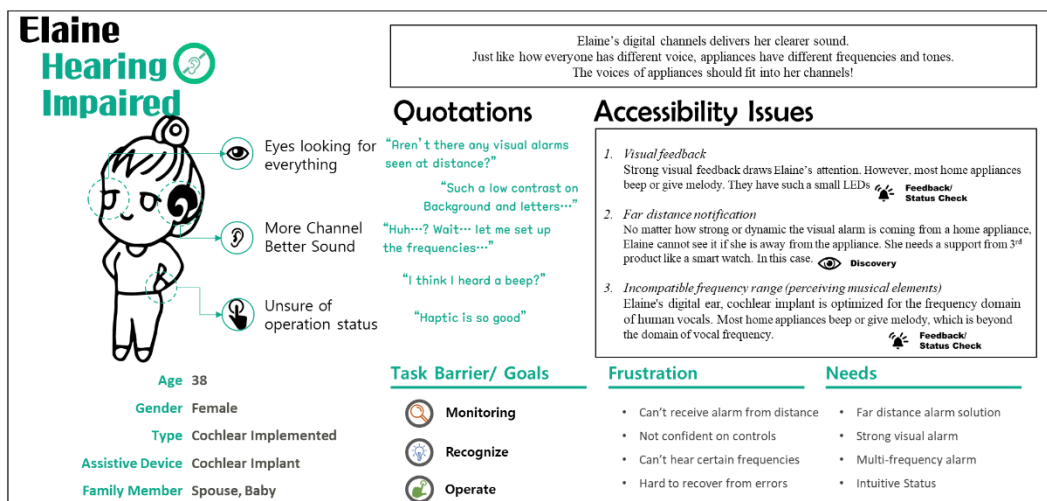 Elaine
Hearing
Impaired
Elaine's digital channels delivers her clearer sound.
Just like how everyone has different voice, appliances have different frequencies and tones.
The voices of appliances should fit into her channels!
Eyes looking for
everything
More Channel
Better Sound
Unsure of
operation status
Age 38
Gender Female
Type Cochlear Implemented
Assistive Device Cochlear Implant
Family Member Spouse, Baby
Quotations
"Aren't there any visual alarms
seen at distance?"
"Such a low contrast on
Background and letters…"
"Huh…? Wait… let me set up
the frequencies…"
"I think I heard a beep?"
"Haptic is so good"
Accessibility Issues
1. Visual feedback
Strong visual feedback draws Elaine's attention. However, most home appliances
beep or give melody. They have such a small LEDs
Feedback/
Status Check
2. Far distance notification
No matter how strong or dynamic the visual alarm is coming from a home appliance,
Elaine cannot see it if she is away from the appliance. She needs a support from 3rd
product like a smart watch. In this case.
Discovery
3. Incompatible frequency range (perceiving musical elements)
Elaine's digital ear, cochlear implant is optimized for the frequency domain
of human vocals. Most home appliances beep or give melody, which is beyond
the domain of vocal frequency.
Feedback/
Status Check
Task Barrier/ Goals
Monitoring
Recognize
Operate
Frustration
• Can't receive alarm from distance
• Not confident on controls
• Can't hear certain frequencies
• Hard to recover from errors
Needs
• Far distance alarm solution
• Strong visual alarm
• Multi-frequency alarm
• Intuitive Status